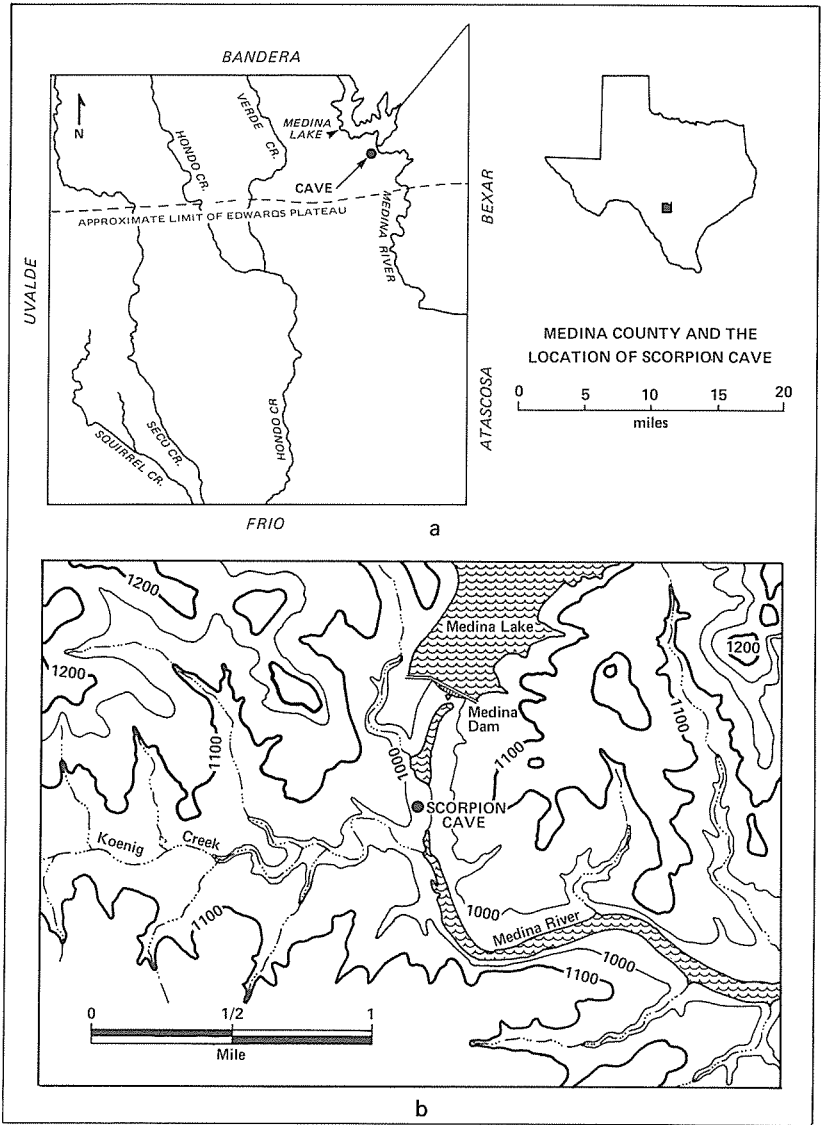 BANDERA
N
HONDO CR.
VERDE CR.
MEDINA
LAKE
CAVE
APPROXIMATE LIMIT OF EDWARDS PLATEAU
MEDINA RIVER
UVALDE
BEXAR
ATASCOSA
SQUIRREL CR.
SECO CR.
HONDO CR.
FRIO
a
MEDINA COUNTY AND THE
LOCATION OF SCORPION CAVE
0 5 10 15 20
miles
1200
1200
1100
1000
Medina Lake
Medina
Dam
1100
1100
1200
SCORPION
CAVE
Koenig Creek
1100
1000
Medina River
1000
1100
0 1/2 1
Mile
b